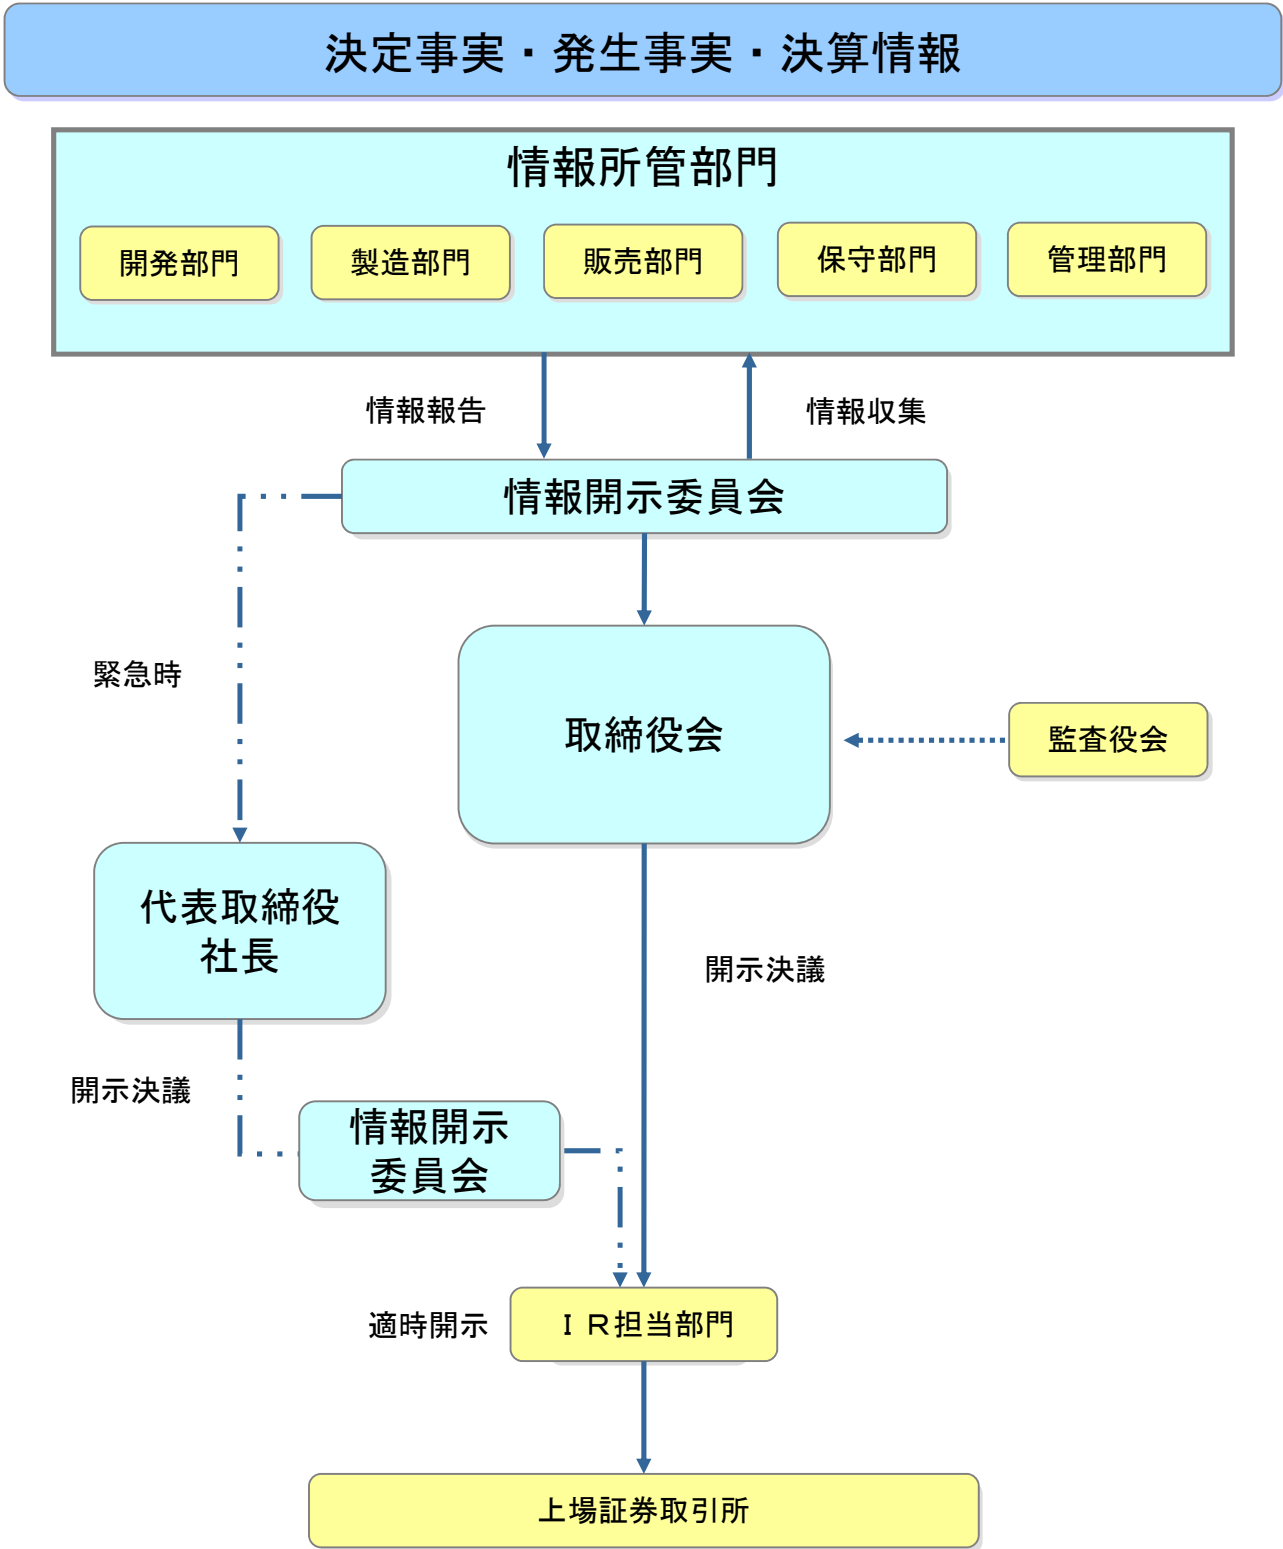 決定事実・発生事実・決算情報
情報所管部門
開発部門
製造部門
販売部門
保守部門
管理部門
情報報告
情報収集
情報開示委員会
緊急時
取締役会
監査役会
代表取締役
社長
開示決議
開示決議
情報開示
委員会
適時開示
ＩＲ担当部門
上場証券取引所